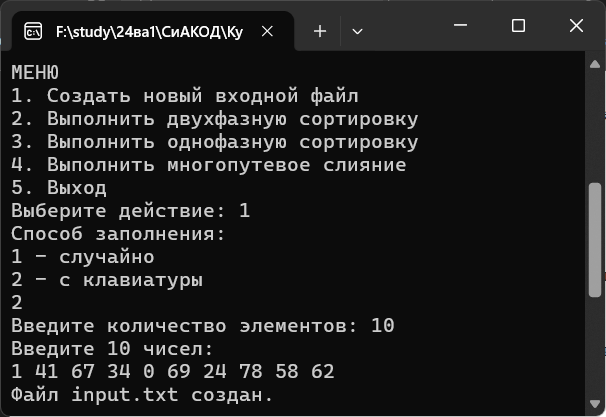 F:\study\24ва1\СиАКОД\Ку
МЕНЮ
1. Создать новый входной файл
2. Выполнить двухфазную сортировку
3. Выполнить однофазную сортировку
4. Выполнить многопутевое слияние
5. Выход
Выберите действие: 1
Способ заполнения:
1 - случайно
2 - с клавиатуры
2
Введите количество элементов: 10
Введите 10 чисел:
1 41 67 34 0 69 24 78 58 62
Файл input.txt создан.